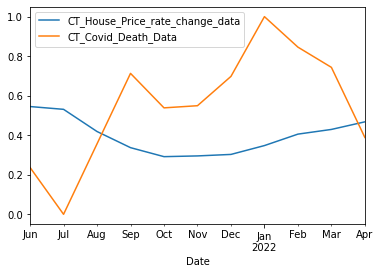 CT_House_Price_rate_change_data
CT_Covid_Death_Data
1.0
0.8
0.6
0.4
0.2
0.0
Jun Jul Aug Sep Oct Nov Dec Jan Feb Mar Apr
2022
Date